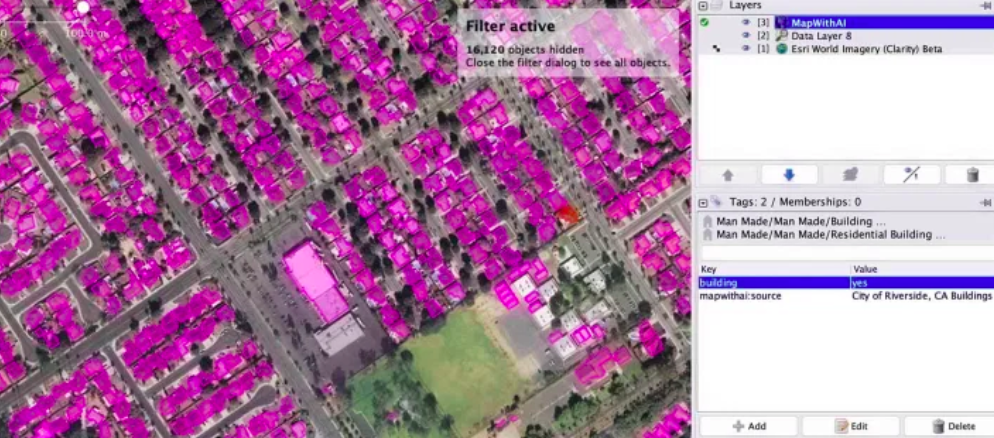 100.0 m
Filter active
16,120 objects hidden
Close the filter dialog to see all objects.
Layers
[3] MapWithAI
[2] Data Layer 8
[1] Esri World Imagery (Clarity) Beta
Tags: 2 / Memberships: 0
Man Made/Man Made/Building ...
Man Made/Man Made/Residential Building ...
Key Value
building yes
mapwithai:source City of Riverside, CA Buildings
Add Edit Delete